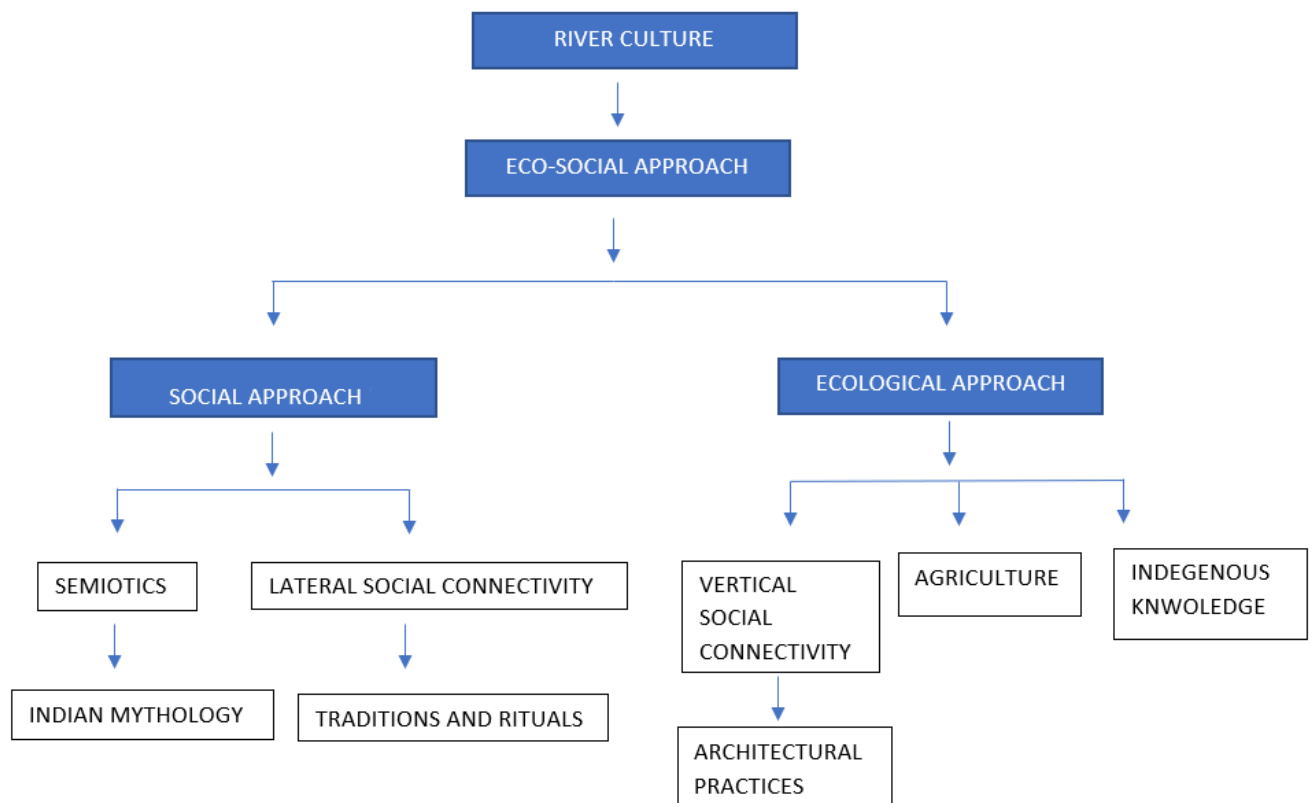 RIVER CULTURE
ECO-SOCIAL APPROACH
SOCIAL APPROACH
ECOLOGICAL APPROACH
SEMIOTICS
LATERAL SOCIAL CONNECTIVITY
VERTICAL
SOCIAL
CONNECTIVITY
AGRICULTURE
INDEGENOUS
KNWOLEDGE
INDIAN MYTHOLOGY
TRADITIONS AND RITUALS
ARCHITECTURAL
PRACTICES